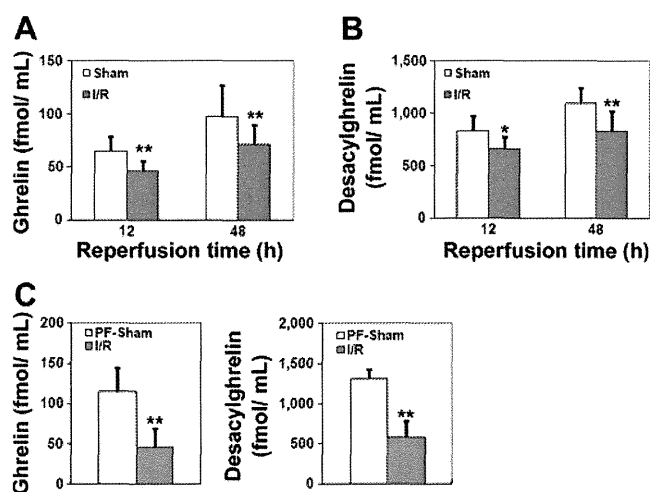 A
Ghrelin (fmol/ mL)
150
100
50
0
Sham
I/R
**
**
12
48
Reperfusion time (h)
B
Desacylghrelin
(fmol/ mL)
1,500
1,000
500
0
Sham
I/R
*
**
12
48
Reperfusion time (h)
C
Ghrelin (fmol/ mL)
200
150
100
50
0
PF-Sham
I/R
**
Desacylghrelin
(fmol/ mL)
2,000
1,500
1,000
500
0
PF-Sham
I/R
**